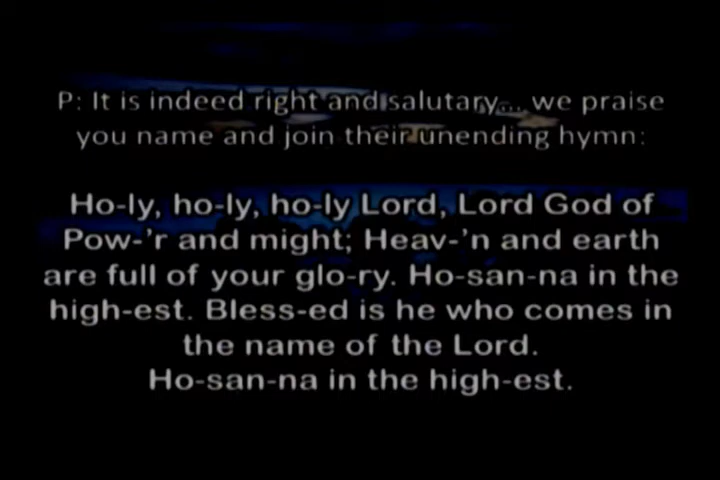 P: It is indeed right and salutary... we praise
you name and join their unending hymn:
Ho-ly, ho-ly, ho-ly Lord, Lord God of
Pow-'r and might; Heav-'n and earth
are full of your glo-ry. Ho-san-na in the
high-est. Bless-ed is he who comes in
the name of the Lord.
Ho-san-na in the high-est.